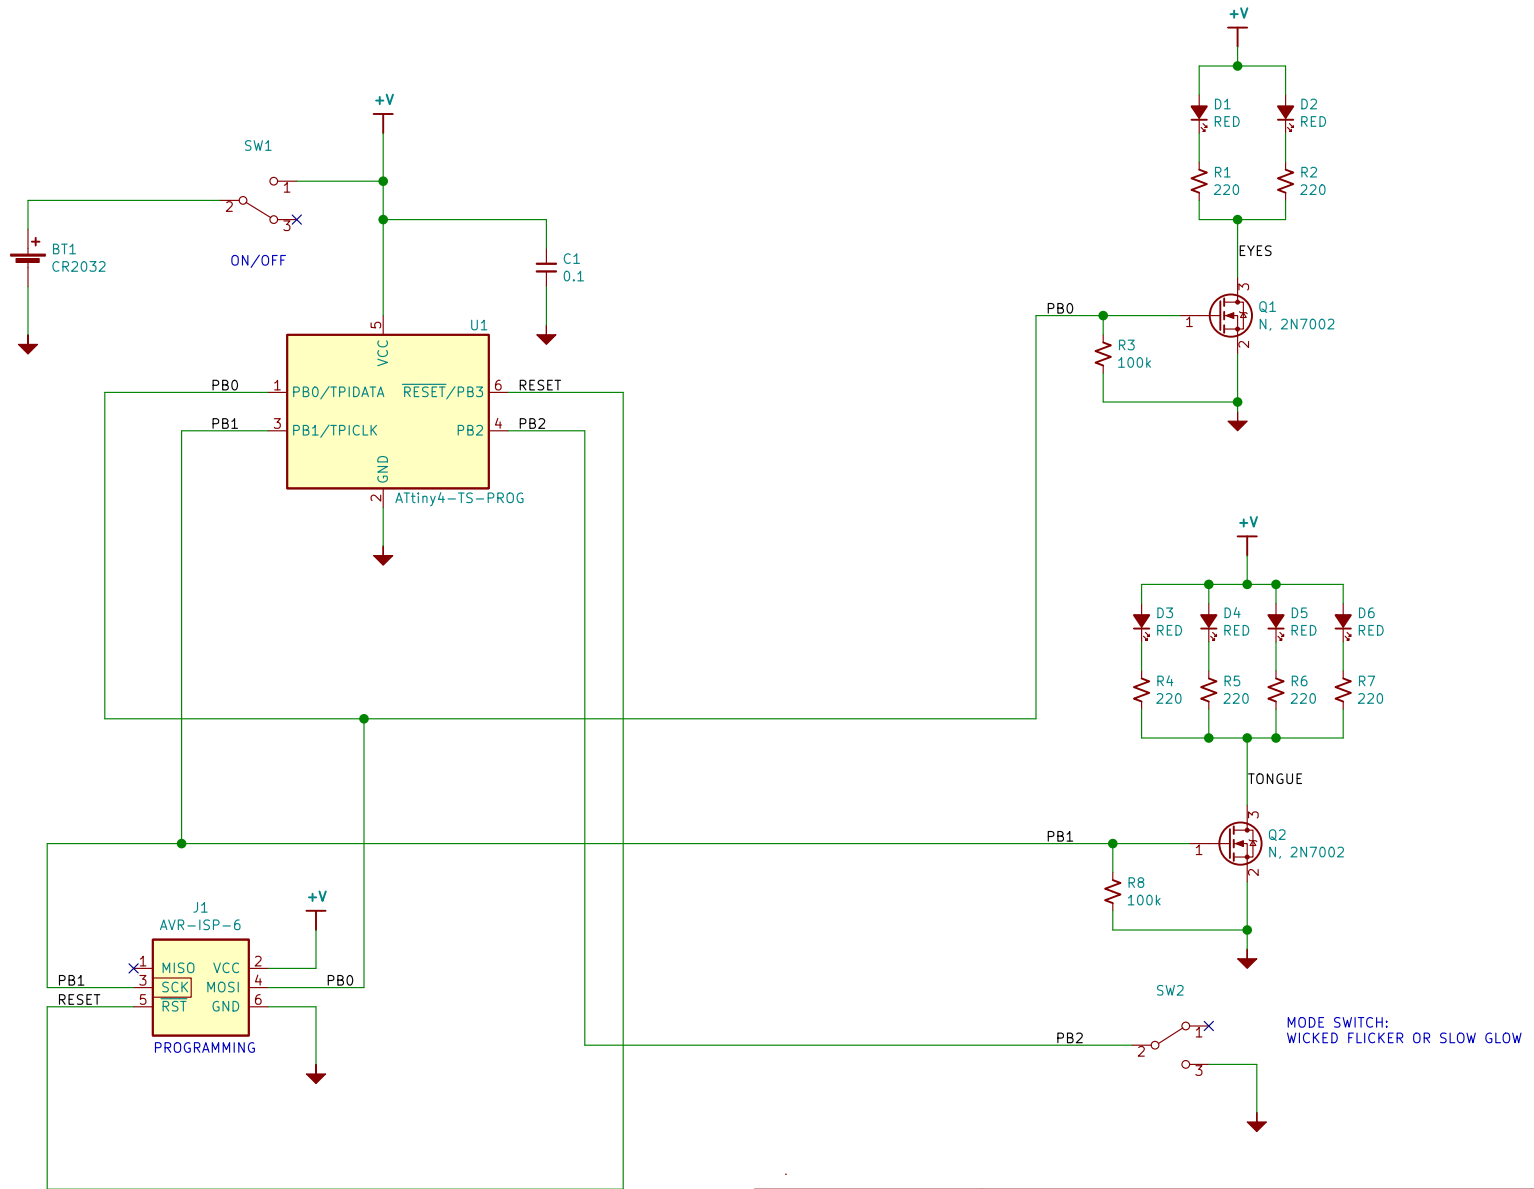 +V
D1
RED
D2
RED
R1
220
R2
220
EYES
3
Q1
N, 2N7002
1
2
PB0
R3
100k
+V
SW1
1
2
3
ON/OFF
+
BT1
CR2032
C1
0.1
U1
5
VCC
PB0
1
PB0/TPIDATA
RESET/PB3
6
RESET
PB1
3
PB1/TPICLK
PB2
4
PB2
GND
2
ATtiny4-TS-PROG
+V
D3
RED
D4
RED
D5
RED
D6
RED
R4
220
R5
220
R6
220
R7
220
TONGUE
3
Q2
N, 2N7002
1
2
PB1
R8
100k
J1
AVR-ISP-6
+V
1
MISO
VCC
2
PB1
3
SCK
MOSI
4
PB0
RESET
5
RST
GND
6
PROGRAMMING
SW2
PB2
1
2
3
MODE SWITCH:
WICKED FLICKER OR SLOW GLOW